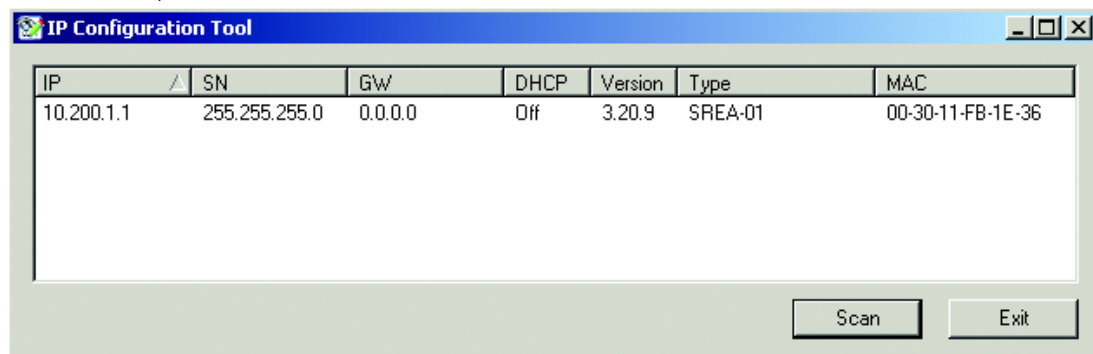 IP Configuration Tool
IP SN GW DHCP Version Type MAC
10.200.1.1 255.255.255.0 0.0.0.0 Off 3.20.9 SREA-01 00-30-11-FB-1E-36
Scan Exit